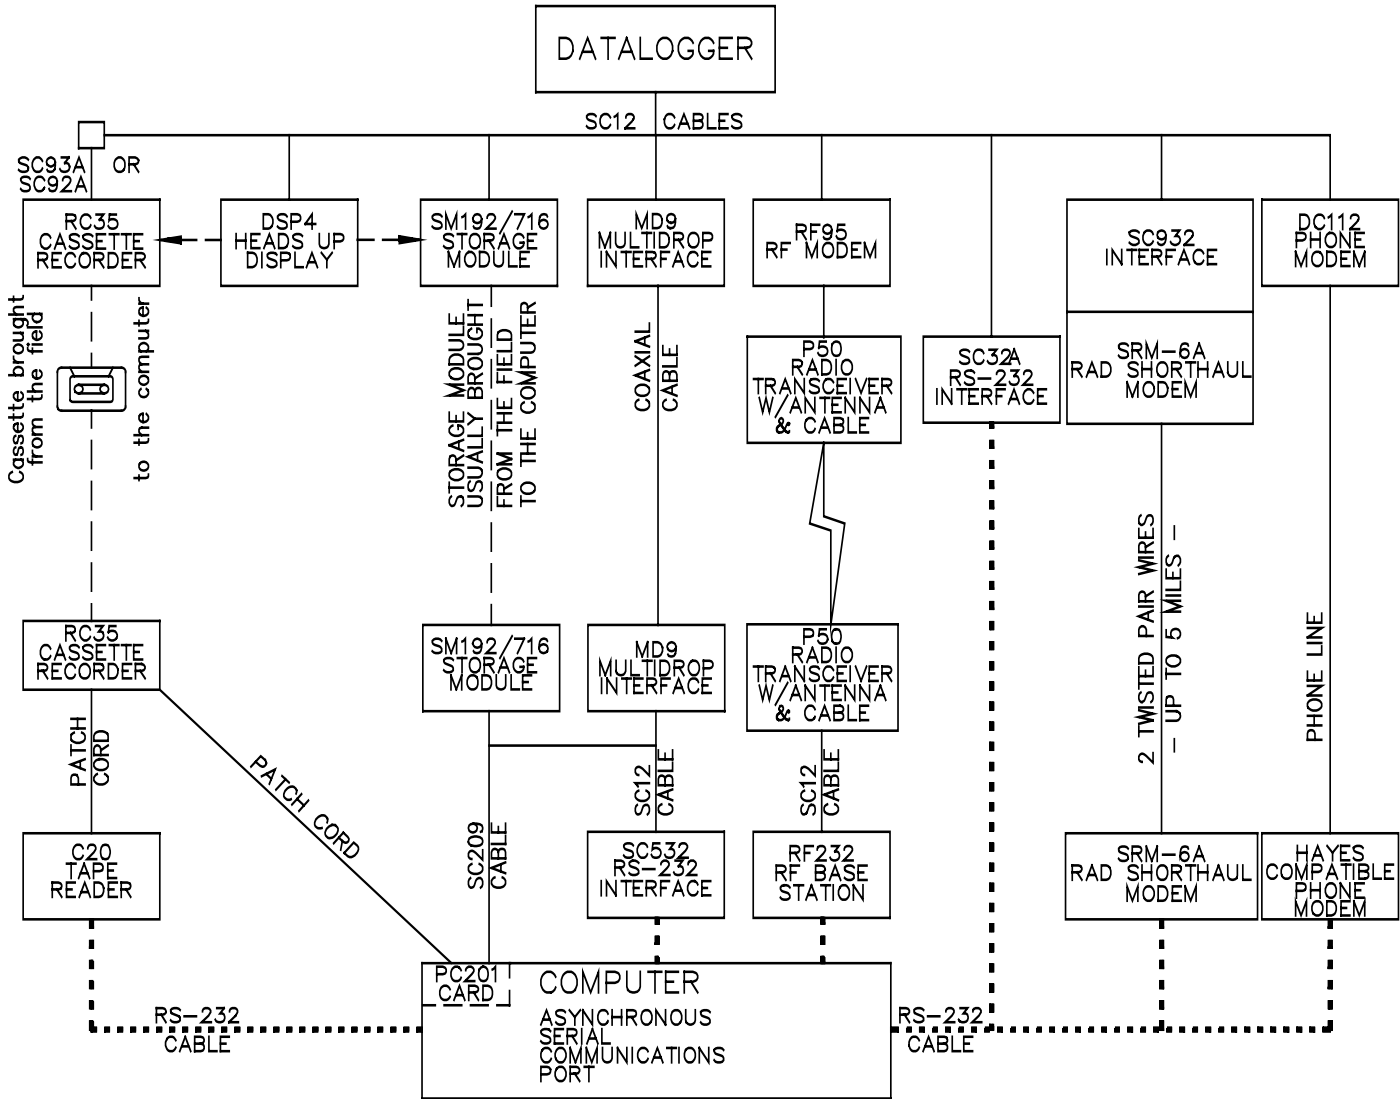 DATALOGGER
SC12 CABLES
SC93A OR
SC92A
RC35
CASSETTE
RECORDER
DSP4
HEADS UP
DISPLAY
SM192/716
STORAGE
MODULE
MD9
MULTIDROP
INTERFACE
RF95
RF MODEM
SC932
INTERFACE
DC112
PHONE
MODEM
Cassette brought
from the field
to the computer
STORAGE MODULE
USUALLY BROUGHT
FROM THE FIELD
TO THE COMPUTER
COAXIAL
CABLE
P50
RADIO
TRANSCEIVER
W/ANTENNA
& CABLE
SC32A
RS-232
INTERFACE
SRM-6A
RAD SHORTHAUL
MODEM
2 TWISTED PAIR WIRES
- UP TO 5 MILES -
PHONE LINE
RC35
CASSETTE
RECORDER
SM192/716
STORAGE
MODULE
MD9
MULTIDROP
INTERFACE
P50
RADIO
TRANSCEIVER
W/ANTENNA
& CABLE
PATCH
CORD
PATCH CORD
SC209
CABLE
SC12
CABLE
SC12
CABLE
C20
TAPE
READER
SC532
RS-232
INTERFACE
RF232
RF BASE
STATION
SRM-6A
RAD SHORTHAUL
MODEM
HAYES
COMPATIBLE
PHONE
MODEM
PC201
CARD
COMPUTER
ASYNCHRONOUS
SERIAL
COMMUNICATIONS
PORT
RS-232
CABLE
RS-232
CABLE